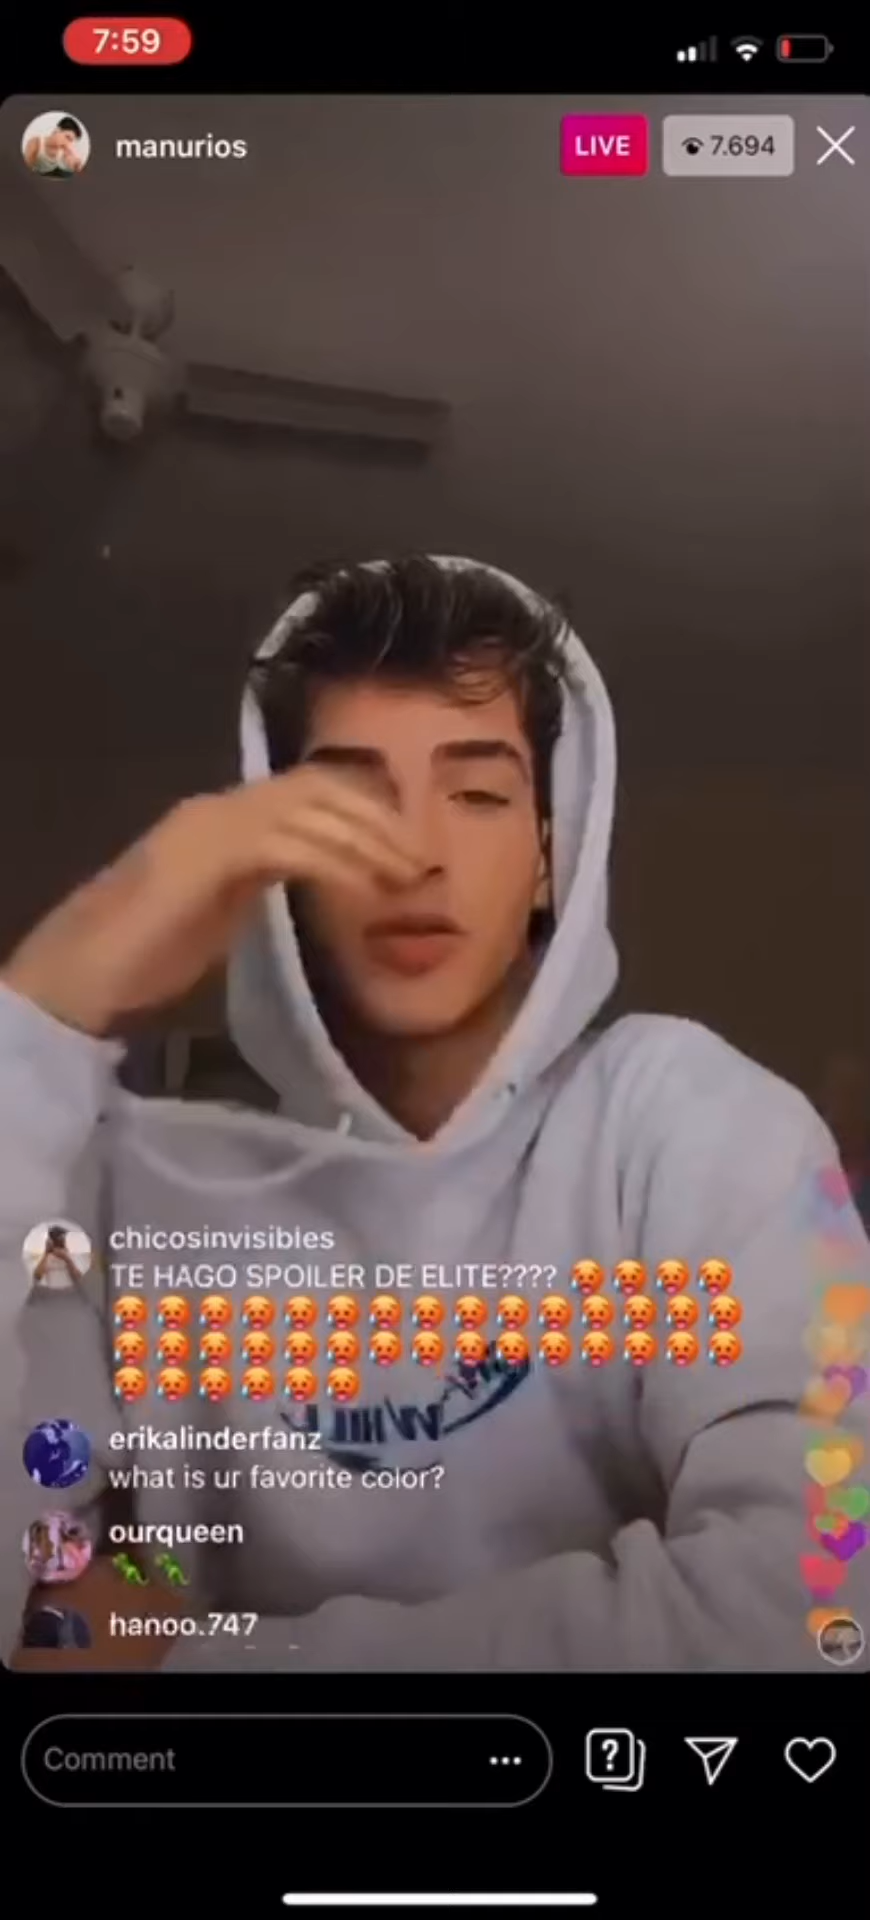 7:59
manurios
LIVE
7.694
chicosinvisibles
TE HAGO SPOILER DE ELITE???? 🥵🥵🥵🥵
🥵🥵🥵🥵🥵🥵🥵🥵🥵🥵🥵🥵🥵🥵🥵
🥵🥵🥵🥵🥵🥵🥵🥵🥵🥵🥵🥵🥵🥵🥵
🥵🥵🥵🥵🥵🥵
erikalinderfanz
what is ur favorite color?
ourqueen
🦎🦎
hanoo.747
Comment